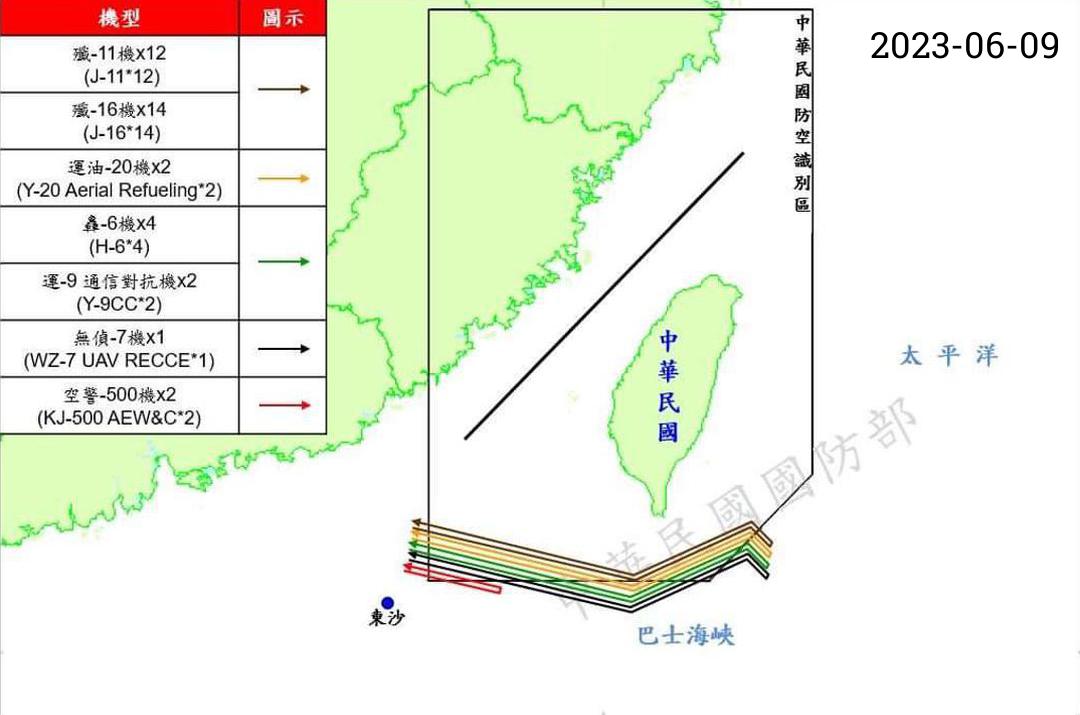 機型 圖示
殲-11機x12
(J-11*12)
殲-16機x14
(J-16*14)
運油-20機x2
(Y-20 Aerial Refueling*2)
轟-6機x4
(H-6*4)
運-9 通信對抗機x2
(Y-9CC*2)
無偵-7機x1
(WZ-7 UAV RECCE*1)
空警-500機x2
(KJ-500 AEW&C*2)
中華民國防空識別區
2023-06-09
中華民國
太平洋
中華民國國防部
東沙
巴士海峽